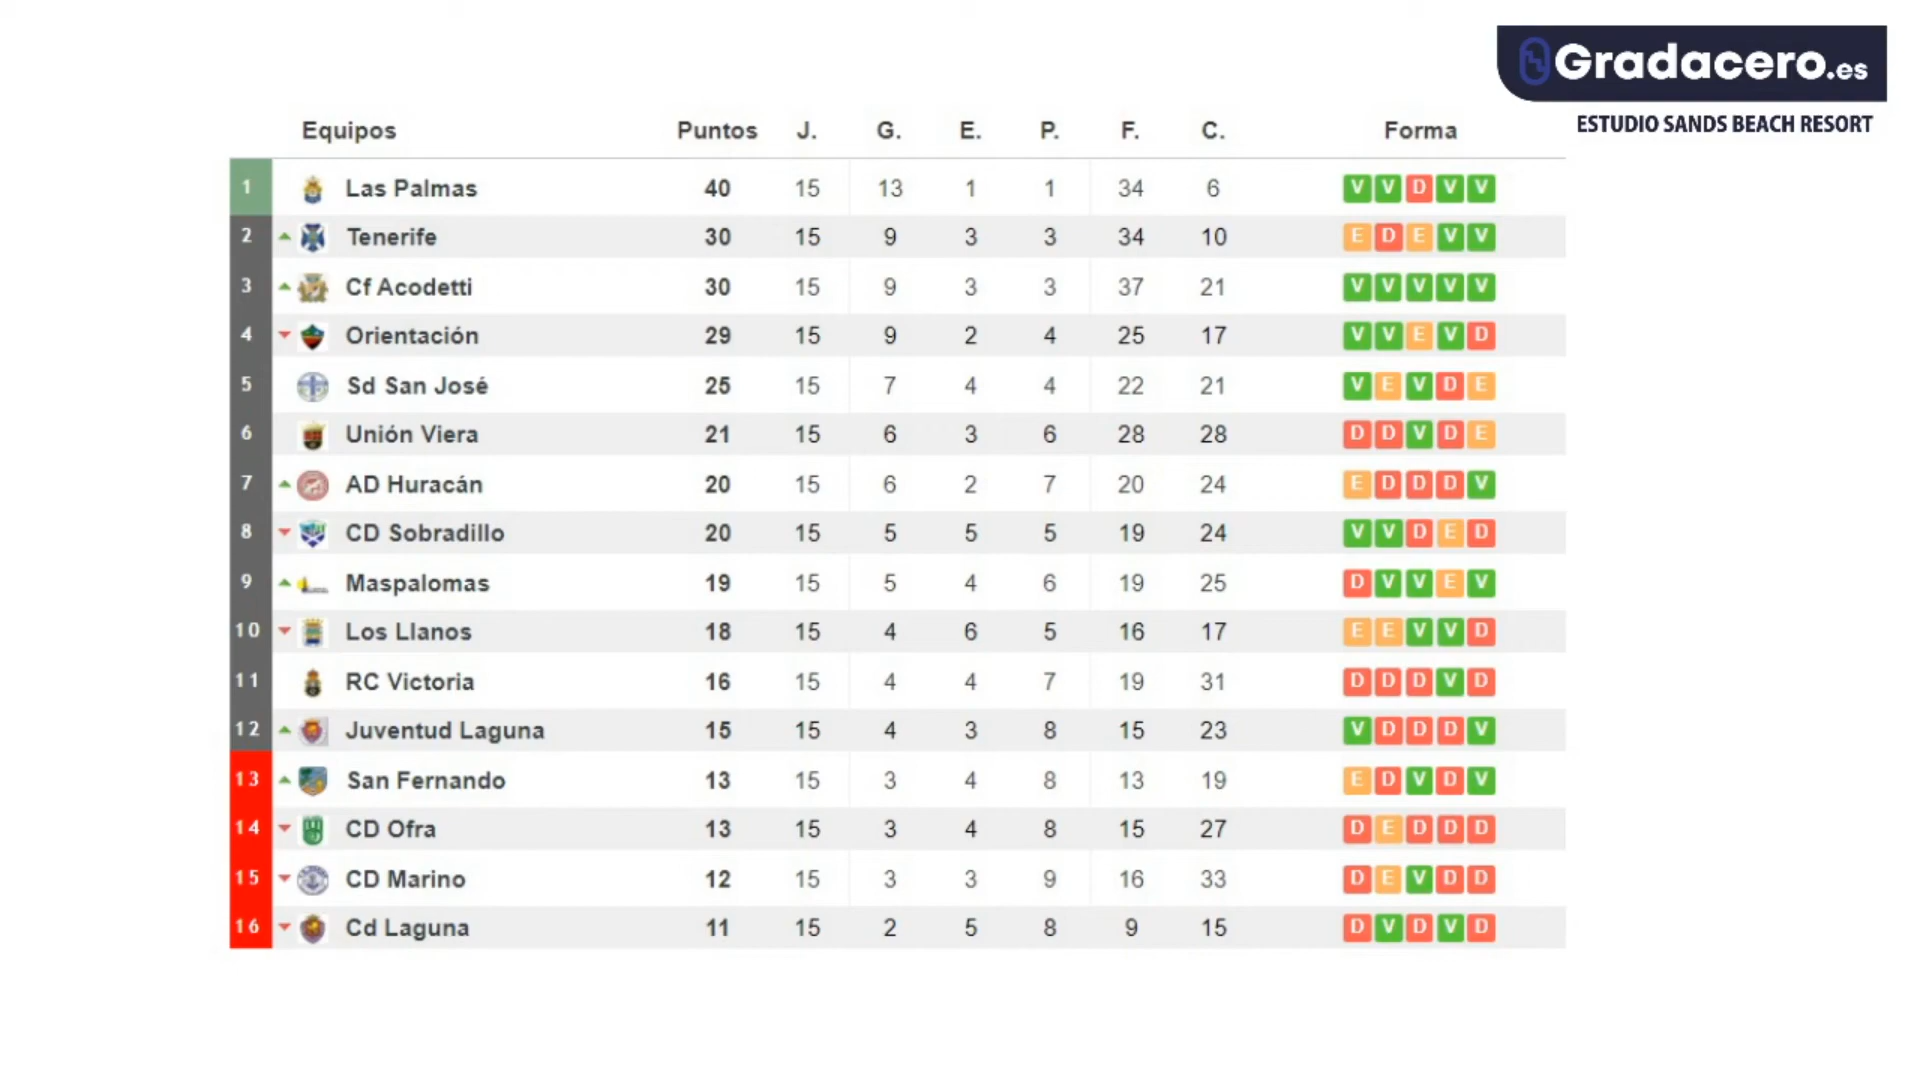 Gradacero.es
ESTUDIO SANDS BEACH RESORT
Equipos Puntos J. G. E. P. F. C. Forma
1 Las Palmas 40 15 13 1 1 34 6 V V D V V
2 Tenerife 30 15 9 3 3 34 10 E D E V V
3 Cf Acodetti 30 15 9 3 3 37 21 V V V V V
4 Orientación 29 15 9 2 4 25 17 V V E V D
5 Sd San José 25 15 7 4 4 22 21 V E V D E
6 Unión Viera 21 15 6 3 6 28 28 D D V D E
7 AD Huracán 20 15 6 2 7 20 24 E D D D V
8 CD Sobradillo 20 15 5 5 5 19 24 V V D E D
9 Maspalomas 19 15 5 4 6 19 25 D V V E V
10 Los Llanos 18 15 4 6 5 16 17 E E V V D
11 RC Victoria 16 15 4 4 7 19 31 D D D V D
12 Juventud Laguna 15 15 4 3 8 15 23 V D D D V
13 San Fernando 13 15 3 4 8 13 19 E D V D V
14 CD Ofra 13 15 3 4 8 15 27 D E D D D
15 CD Marino 12 15 3 3 9 16 33 D E V D D
16 Cd Laguna 11 15 2 5 8 9 15 D V D V D